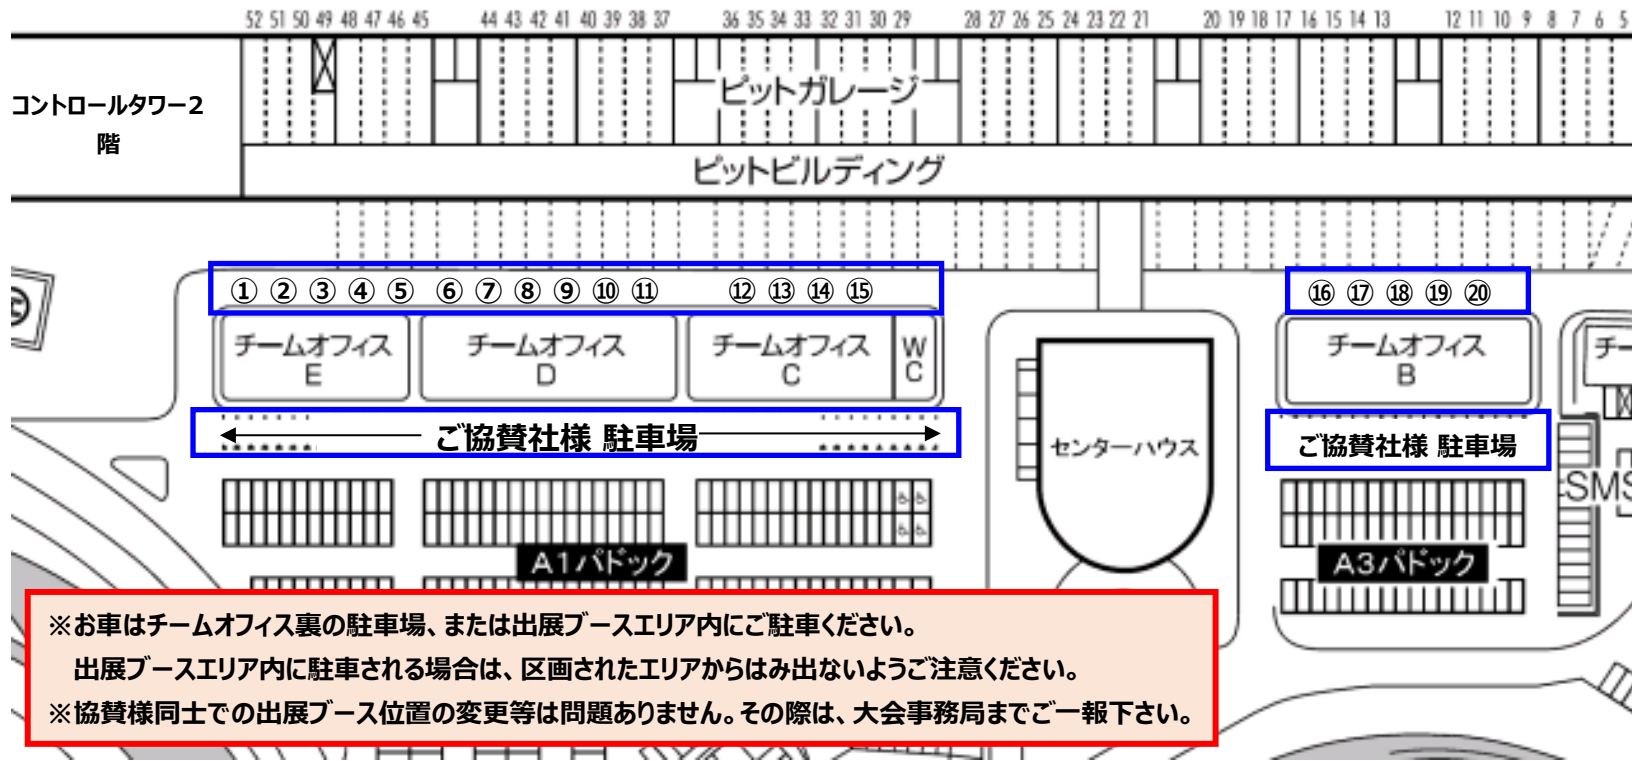 52 51 50 49 48 47 46 45 44 43 42 41 40 39 38 37 36 35 34 33 32 31 30 29 28 27 26 25 24 23 22 21 20 19 18 17 16 15 14 13 12 11 10 9 8 7 6 5
ピットガレージ
コントロールタワー2
階
ピットビルディング
① ② ③ ④ ⑤ ⑥ ⑦ ⑧ ⑨ ⑩ ⑪ ⑫ ⑬ ⑭ ⑮
⑯ ⑰ ⑱ ⑲ ⑳
チームオフィス
E
チームオフィス
D
チームオフィス
C
WC
チームオフィス
B
チー
ご協賛社様 駐車場
センターハウス
ご協賛社様 駐車場
SMS
A1パドック
A3パドック
※お車はチームオフィス裏の駐車場、または出展ブースエリア内にご駐車ください。
出展ブースエリア内に駐車される場合は、区画されたエリアからはみ出ないようご注意ください。
※協賛様同士での出展ブース位置の変更等は問題ありません。その際は、大会事務局までご一報下さい。